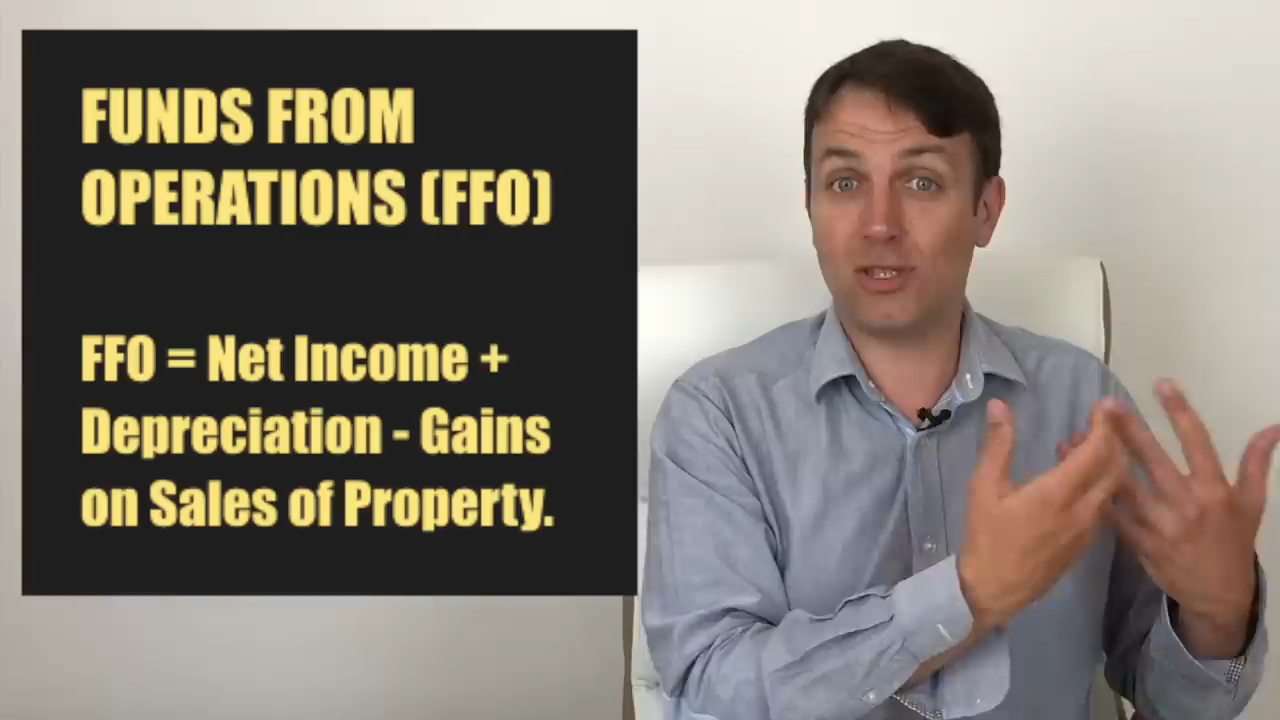 FUNDS FROM
OPERATIONS (FFO)
FFO = Net Income +
Depreciation - Gains
on Sales of Property.